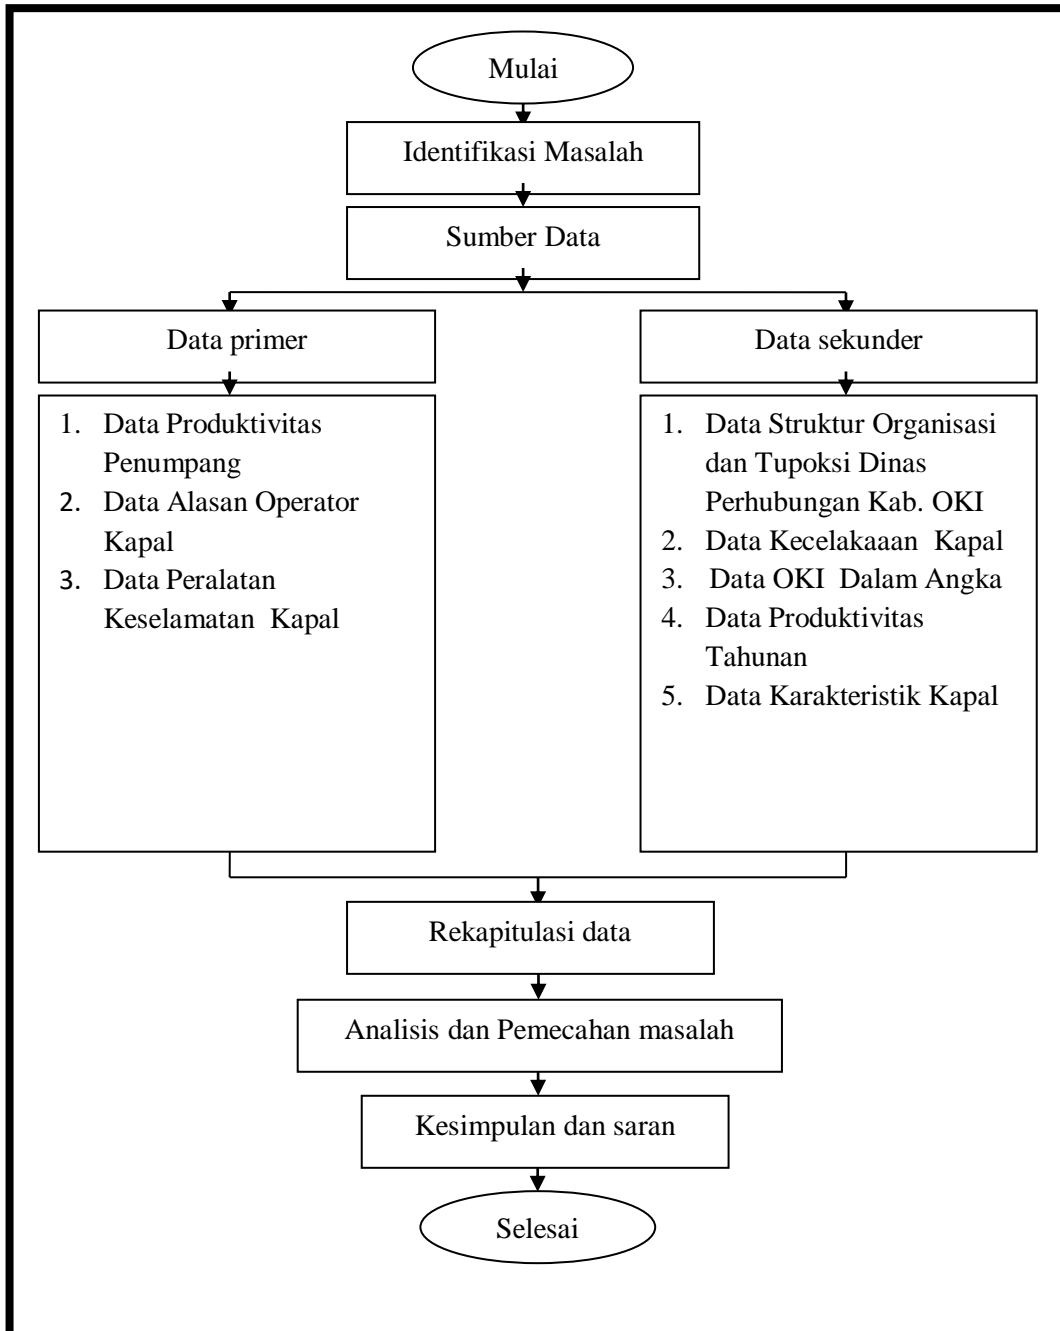 Mulai
Identifikasi Masalah
Sumber Data
Data primer
Data sekunder
1. Data Produktivitas
Penumpang
2. Data Alasan Operator
Kapal
3. Data Peralatan
Keselamatan Kapal
1. Data Struktur Organisasi
dan Tupoksi Dinas
Perhubungan Kab. OKI
2. Data Kecelakaaan Kapal
3. Data OKI Dalam Angka
4. Data Produktivitas
Tahunan
5. Data Karakteristik Kapal
Rekapitulasi data
Analisis dan Pemecahan masalah
Kesimpulan dan saran
Selesai